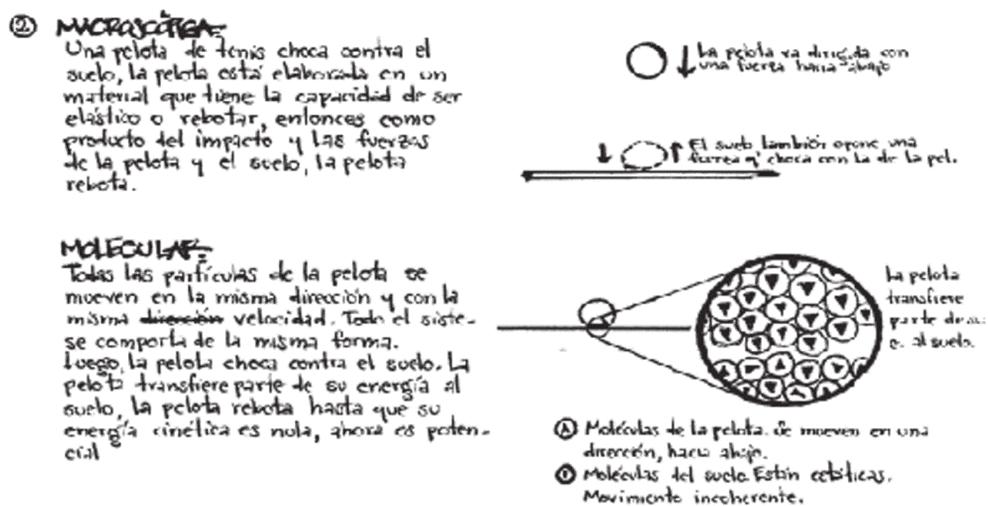 ② MACROSCÓPICA-
Una pelota de tenis choca contra el
suelo, la pelota está elaborada en un
material que tiene la capacidad de ser
elástico o rebotar, entonces como
producto del impacto y las fuerzas
de la pelota y el suelo, la pelota
rebota.
La pelota va dirigida con
una fuerza hacia abajo
El suelo también opone una
fuerza q' choca con la de la pel.
MOLECULAR-
Todas las partículas de la pelota se
mueven en la misma dirección y con la
misma dirección velocidad. Todo el siste-
se comporta de la misma forma.
Luego, la pelota choca contra el suelo. La
pelota transfiere parte de su energía al
suelo, la pelota rebota hasta que su
energía cinética es nula, ahora es poten-
cial
La pelota
transfiere
parte de su
e. al suelo.
Ⓐ Moléculas de la pelota. Se mueven en una
dirección, hacia abajo.
Moléculas del suelo. Están estáticas.
Movimiento incoherente.